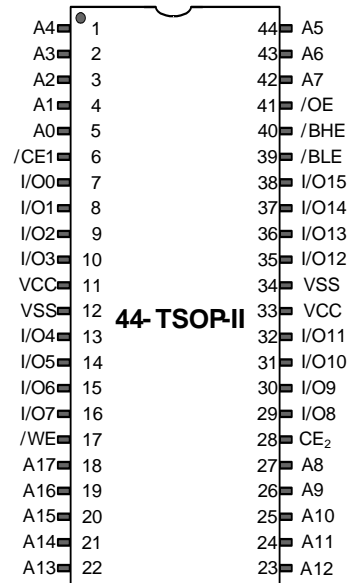 A4 1 44 A5
A3 2 43 A6
A2 3 42 A7
A1 4 41 /OE
A0 5 40 /BHE
/CE1 6 39 /BLE
I/O0 7 38 I/O15
I/O1 8 37 I/O14
I/O2 9 36 I/O13
I/O3 10 35 I/O12
VCC 11 34 VSS
VSS 12 33 VCC
44-TSOP-II
I/O4 13 32 I/O11
I/O5 14 31 I/O10
I/O6 15 30 I/O9
I/O7 16 29 I/O8
/WE 17 28 CE₂
A17 18 27 A8
A16 19 26 A9
A15 20 25 A10
A14 21 24 A11
A13 22 23 A12